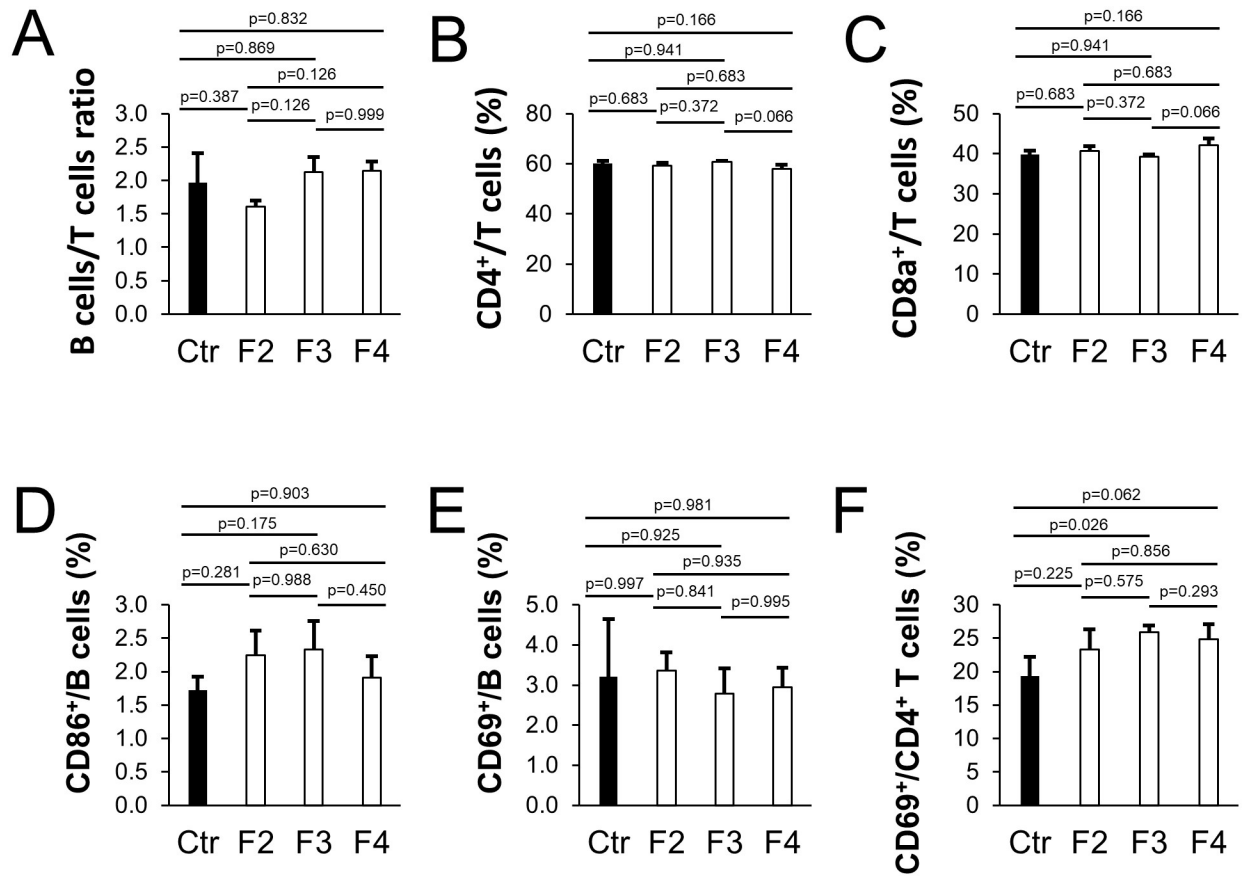 A
p=0.832
p=0.869
p=0.126
p=0.387
p=0.126
p=0.999
B cells/T cells ratio
3.0
2.5
2.0
1.5
1.0
0.5
0.0
Ctr F2 F3 F4
B
p=0.166
p=0.941
p=0.683
p=0.683
p=0.372
p=0.066
CD4⁺/T cells (%)
80
60
40
20
0
Ctr F2 F3 F4
C
p=0.166
p=0.941
p=0.683
p=0.683
p=0.372
p=0.066
CD8a⁺/T cells (%)
50
40
30
20
10
0
Ctr F2 F3 F4
D
p=0.903
p=0.175
p=0.630
p=0.281
p=0.988
p=0.450
CD86⁺/B cells (%)
3.0
2.5
2.0
1.5
1.0
0.5
0.0
Ctr F2 F3 F4
E
p=0.981
p=0.925
p=0.935
p=0.997
p=0.841
p=0.995
CD69⁺/B cells (%)
5.0
4.0
3.0
2.0
1.0
0.0
Ctr F2 F3 F4
F
p=0.062
p=0.026
p=0.856
p=0.225
p=0.575
p=0.293
CD69⁺/CD4⁺ T cells (%)
30
25
20
15
10
5
0
Ctr F2 F3 F4